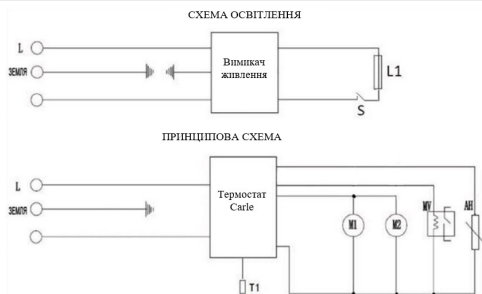 СХЕМА ОСВІТЛЕННЯ
L
ЗЕМЛЯ
Вимикач
живлення
L1
S
ПРИНЦИПОВА СХЕМА
L
ЗЕМЛЯ
Термостат
Carle
M1
M2
MV
AH
T1